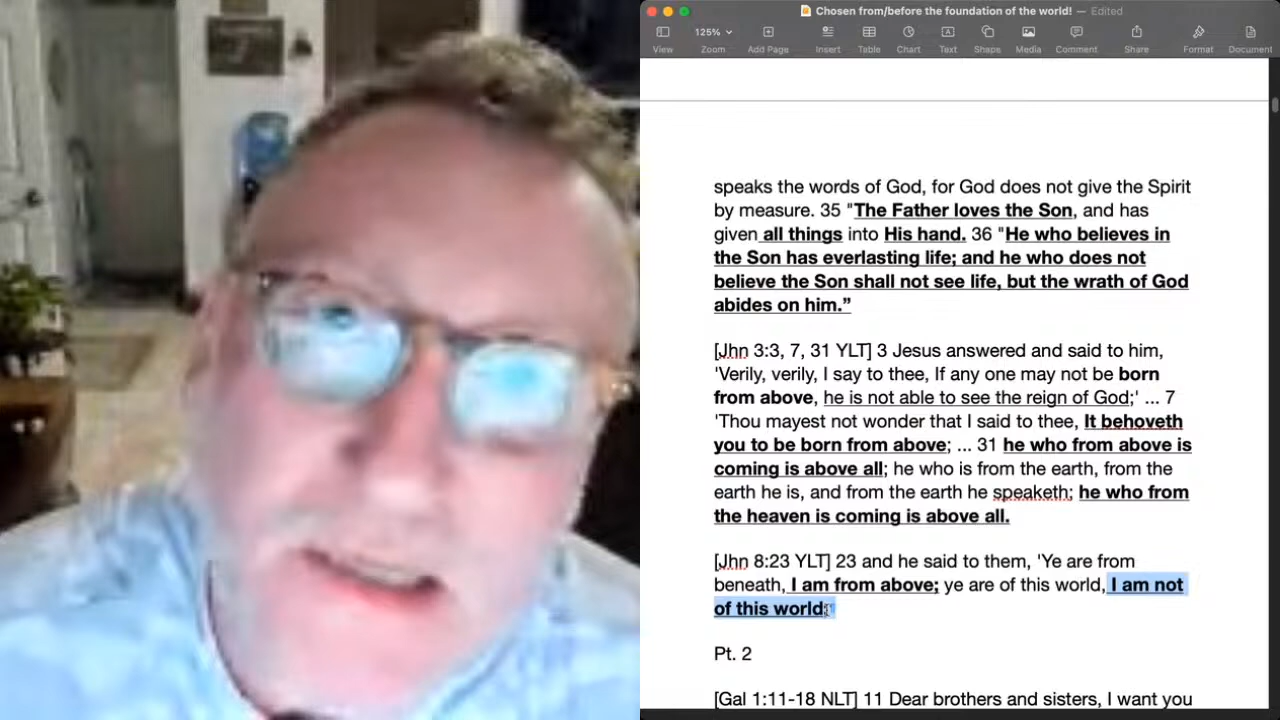 Chosen from/before the foundation of the world! — Edited
125%
View Zoom Add Page Insert Table Chart Text Shape Media Comment Share Format Document
speaks the words of God, for God does not give the Spirit
by measure. 35 "The Father loves the Son, and has
given all things into His hand. 36 "He who believes in
the Son has everlasting life; and he who does not
believe the Son shall not see life, but the wrath of God
abides on him.”
[Jhn 3:3, 7, 31 YLT] 3 Jesus answered and said to him,
'Verily, verily, I say to thee, If any one may not be born
from above, he is not able to see the reign of God;' ... 7
'Thou mayest not wonder that I said to thee, It behoveth
you to be born from above; ... 31 he who from above is
coming is above all; he who is from the earth, from the
earth he is, and from the earth he speaketh; he who from
the heaven is coming is above all.
[Jhn 8:23 YLT] 23 and he said to them, 'Ye are from
beneath, I am from above; ye are of this world, I am not
of this world;
Pt. 2
[Gal 1:11-18 NLT] 11 Dear brothers and sisters, I want you